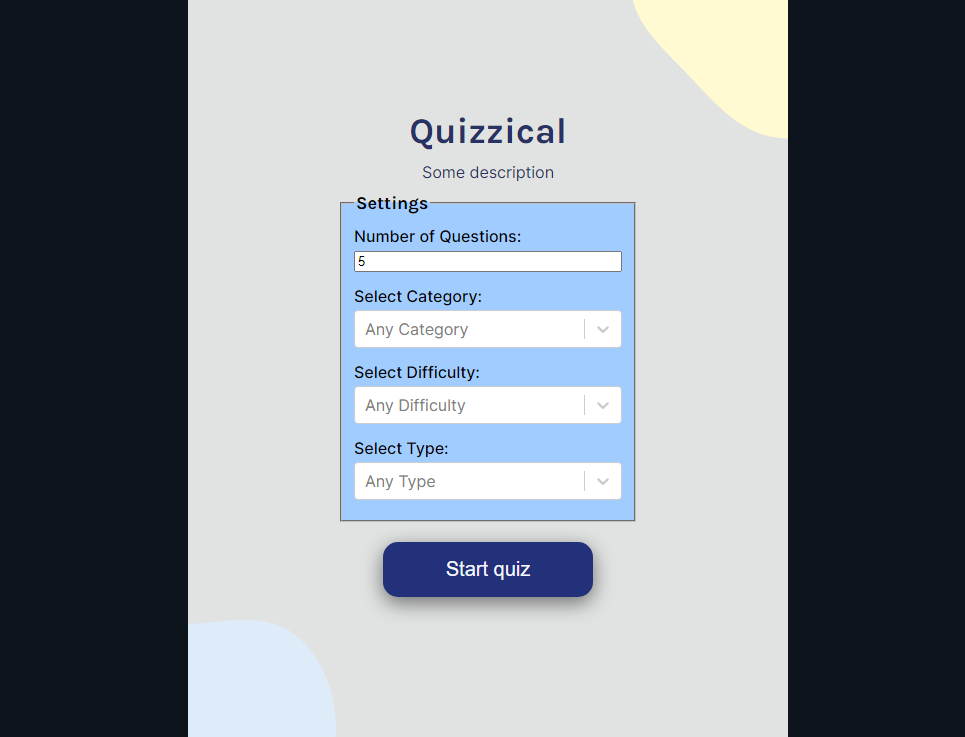 Quizzical
Some description
Settings
Number of Questions:
5
Select Category:
Any Category
Select Difficulty:
Any Difficulty
Select Type:
Any Type
Start quiz